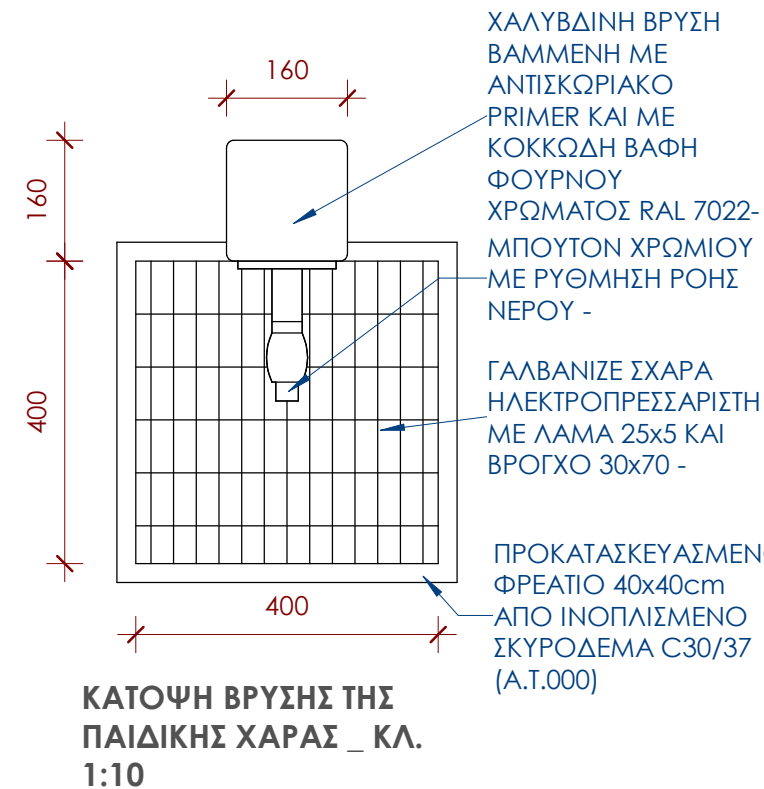 ΧΑΛΥΒΔΙΝΗ ΒΡΥΣΗ
ΒΑΜΜΕΝΗ ΜΕ
ΑΝΤΙΣΚΩΡΙΑΚΟ
PRIMER ΚΑΙ ΜΕ
ΚΟΚΚΩΔΗ ΒΑΦΗ
ΦΟΥΡΝΟΥ
ΧΡΩΜΑΤΟΣ RAL 7022-
160
160
ΜΠΟΥΤΟΝ ΧΡΩΜΙΟΥ
ΜΕ ΡΥΘΜΗΣΗ ΡΟΗΣ
ΝΕΡΟΥ -
ΓΑΛΒΑΝΙΖΕ ΣΧΑΡΑ
ΗΛΕΚΤΡΟΠΡΕΣΣΑΡΙΣΤΗ
ΜΕ ΛΑΜΑ 25x5 ΚΑΙ
ΒΡΟΓΧΟ 30x70 -
400
ΠΡΟΚΑΤΑΣΚΕΥΑΣΜΕΝ
ΦΡΕΑΤΙΟ 40x40cm
ΑΠΟ ΙΝΟΠΛΙΣΜΕΝΟ
ΣΚΥΡΟΔΕΜΑ C30/37
(Α.Τ.000)
400
ΚΑΤΟΨΗ ΒΡΥΣΗΣ ΤΗΣ
ΠΑΙΔΙΚΗΣ ΧΑΡΑΣ _ ΚΛ.
1:10